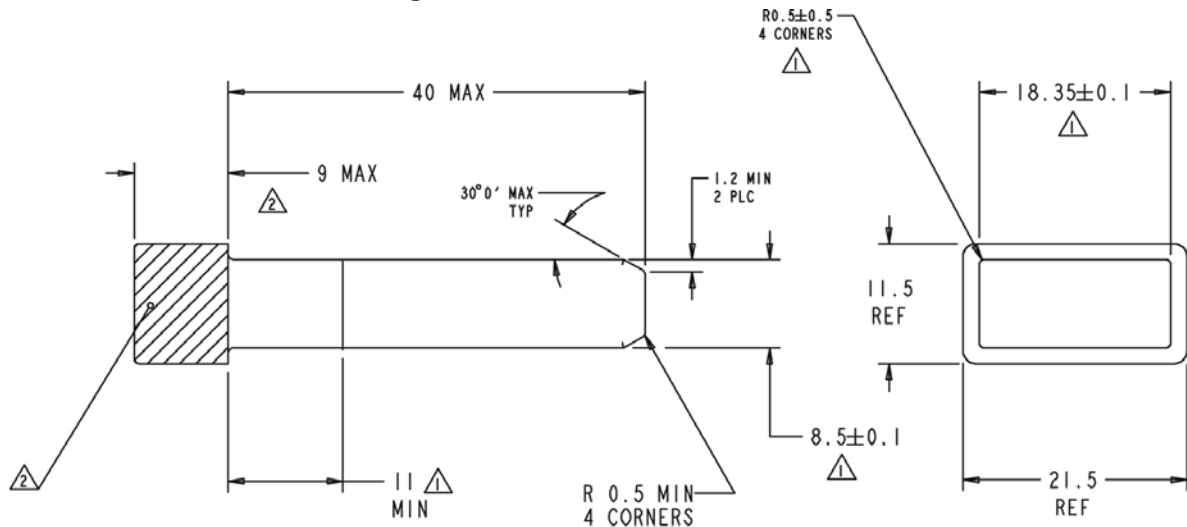 R0.5±0.5
4 CORNERS
1
40 MAX
18.35±0.1
1
9 MAX
2
30°0′ MAX
TYP
1.2 MIN
2 PLC
11.5
REF
8.5±0.1
1
2
11 1
MIN
R 0.5 MIN
4 CORNERS
21.5
REF